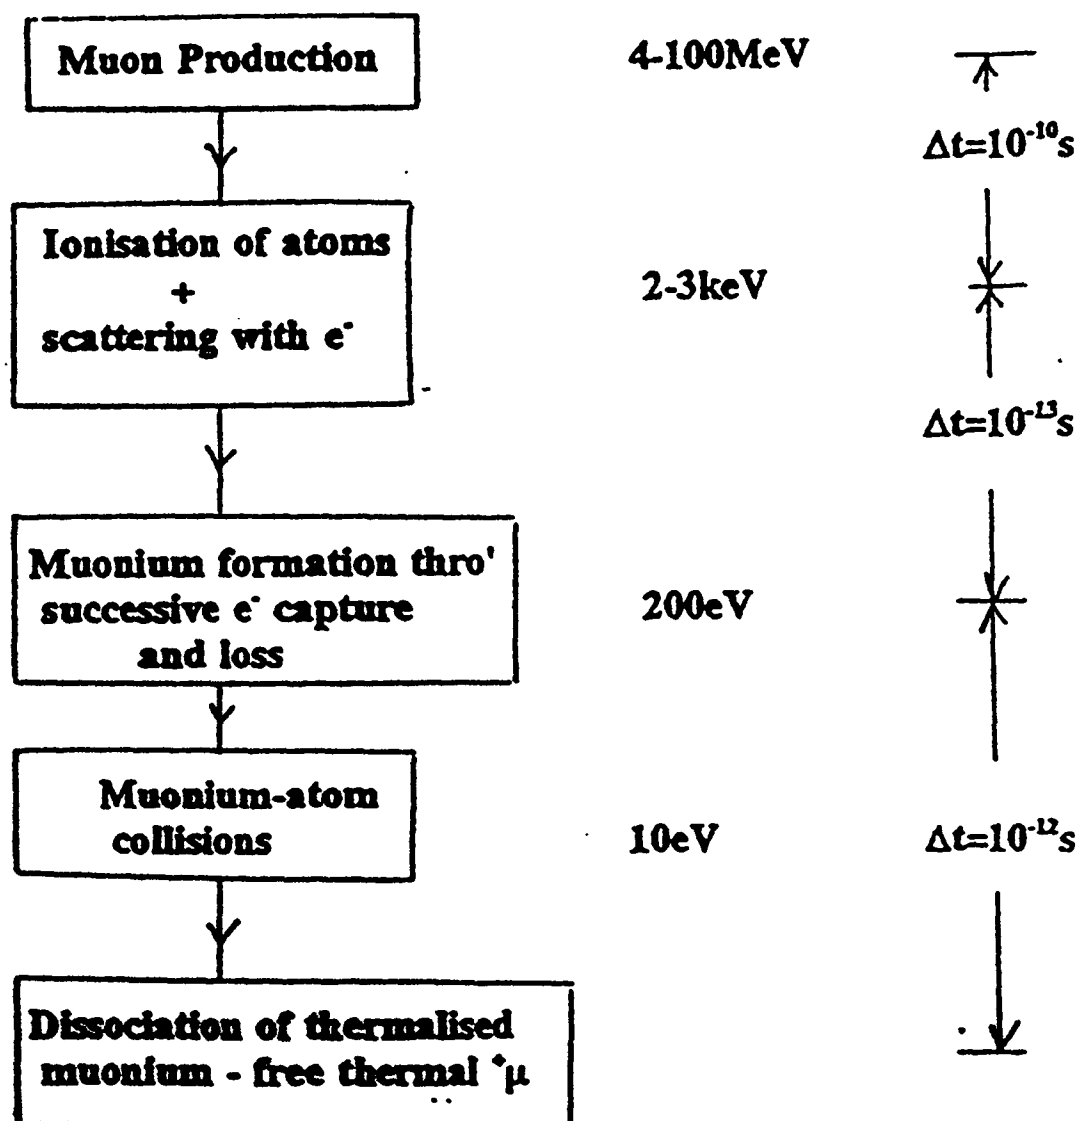 Muon Production
4-100MeV
Δt=10⁻¹⁰s
Ionisation of atoms
+
scattering with e⁻
2-3keV
Δt=10⁻¹³s
Muonium formation thro'
successive e⁻ capture
and loss
200eV
Muonium-atom
collisions
10eV
Δt=10⁻¹²s
Dissociation of thermalised
muonium - free thermal ⁺μ